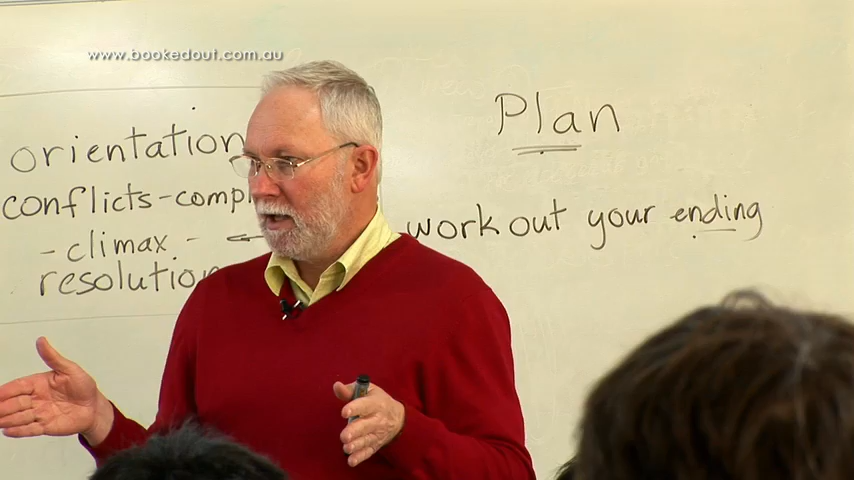 www.bookedout.com.au
Plan
orientation
conflicts-comp
work out your ending
-climax-
resolution